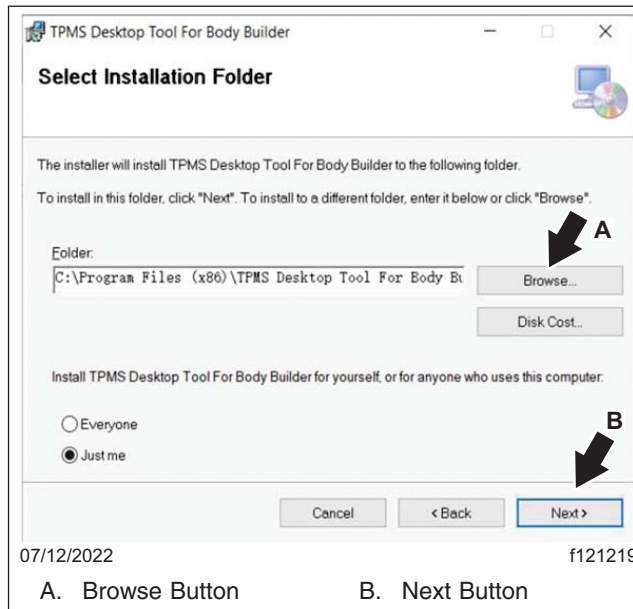 TPMS Desktop Tool For Body Builder
Select Installation Folder
The installer will install TPMS Desktop Tool For Body Builder to the following folder.
To install in this folder, click "Next". To install to a different folder, enter it below or click "Browse".
A
Folder:
C:\Program Files (x86)\TPMS Desktop Tool For Body Bu
Browse...
Disk Cost...
Install TPMS Desktop Tool For Body Builder for yourself, or for anyone who uses this computer:
Everyone
B
Just me
Cancel
< Back
Next >
07/12/2022 f121219
A. Browse Button B. Next Button